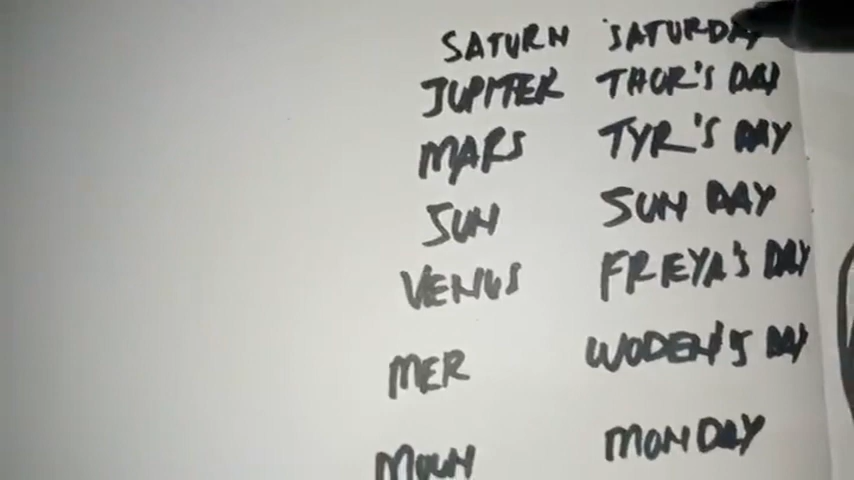 SATURN SATURDAY
JUPITER THOR'S DAY
MARS TYR'S DAY
SUN SUN DAY
VENUS FREYA'S DAY
MER WODEN'S DAY
MOON MONDAY